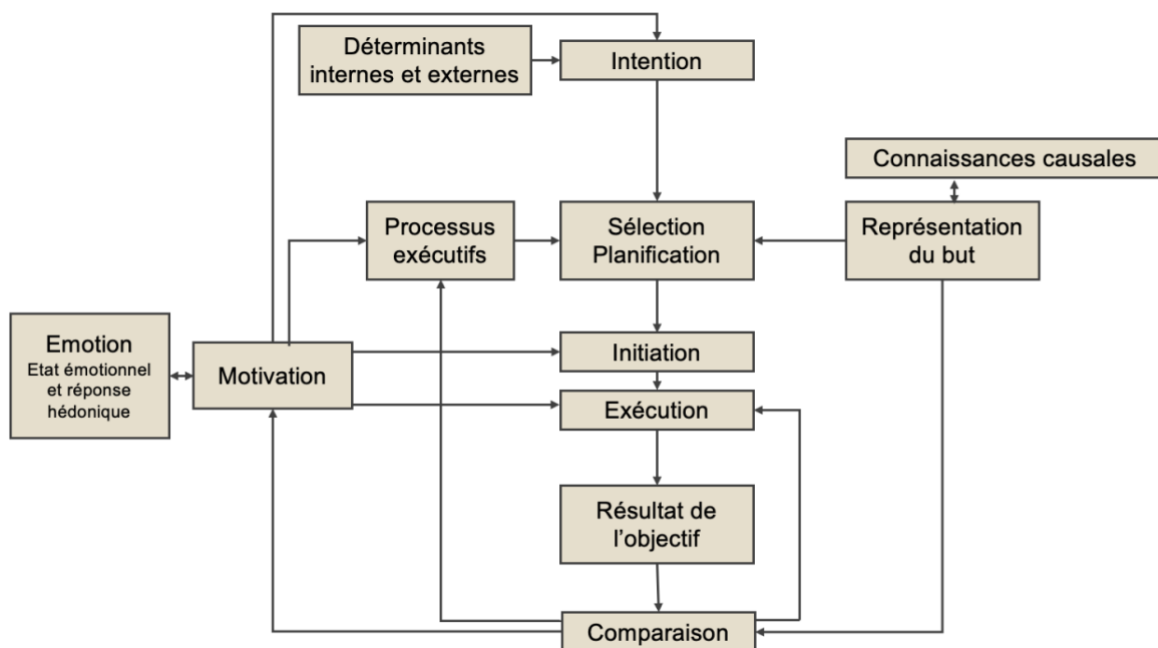 Déterminants
internes et externes
Intention
Connaissances causales
Processus
exécutifs
Sélection
Planification
Représentation
du but
Emotion
Etat émotionnel
et réponse
hédonique
Motivation
Initiation
Exécution
Résultat de
l'objectif
Comparaison